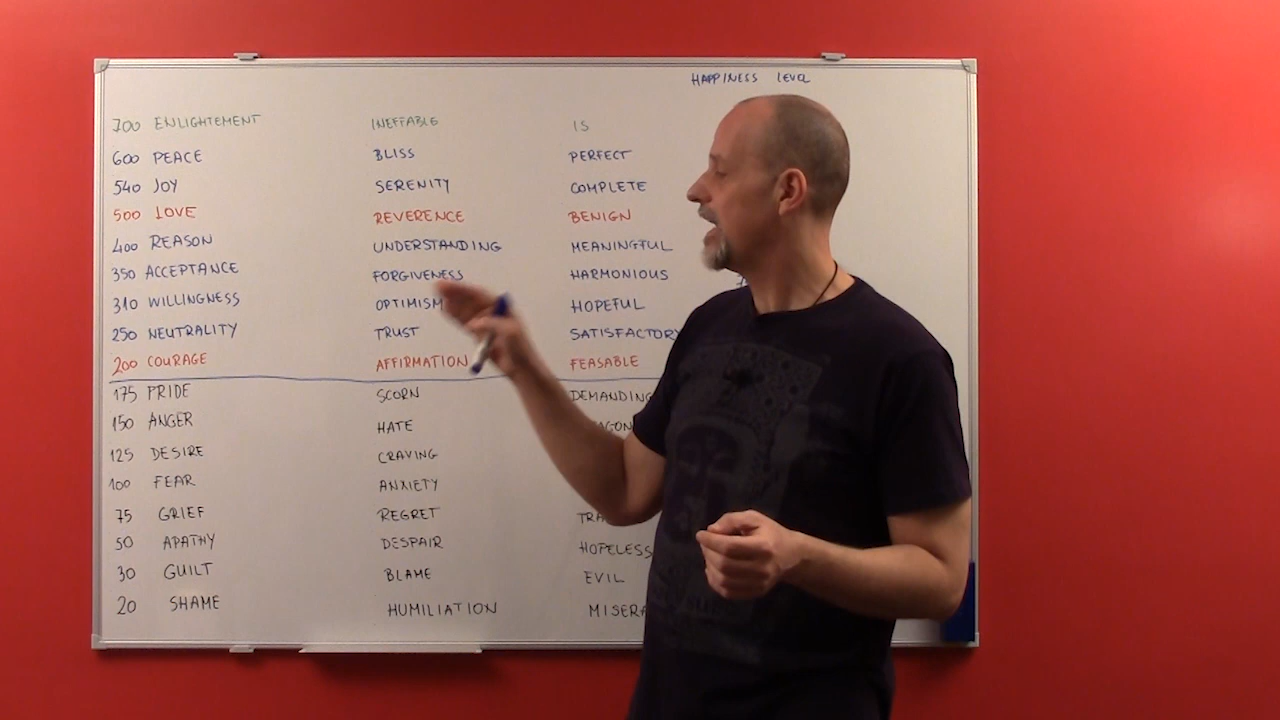 HAPPINESS LEVEL
700 ENLIGHTEMENT INEFFABLE IS
600 PEACE BLISS PERFECT
540 JOY SERENITY COMPLETE
500 LOVE REVERENCE BENIGN
400 REASON UNDERSTANDING MEANINGFUL
350 ACCEPTANCE FORGIVENESS HARMONIOUS
310 WILLINGNESS OPTIMISM HOPEFUL
250 NEUTRALITY TRUST SATISFACTORY
200 COURAGE AFFIRMATION FEASABLE
175 PRIDE SCORN DEMANDING
150 ANGER HATE
125 DESIRE CRAVING
100 FEAR ANXIETY
75 GRIEF REGRET
50 APATHY DESPAIR HOPELESS
30 GUILT BLAME EVIL
20 SHAME HUMILIATION